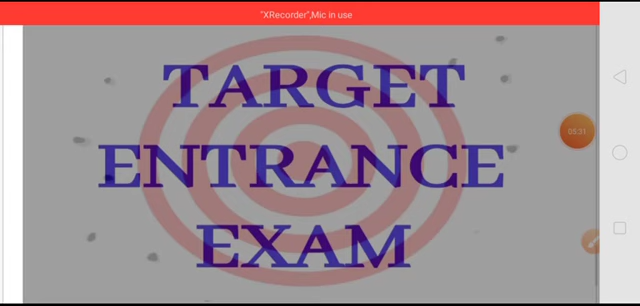 "XRecorder",Mic in use
TARGET
05:31
ENTRANCE
EXAM